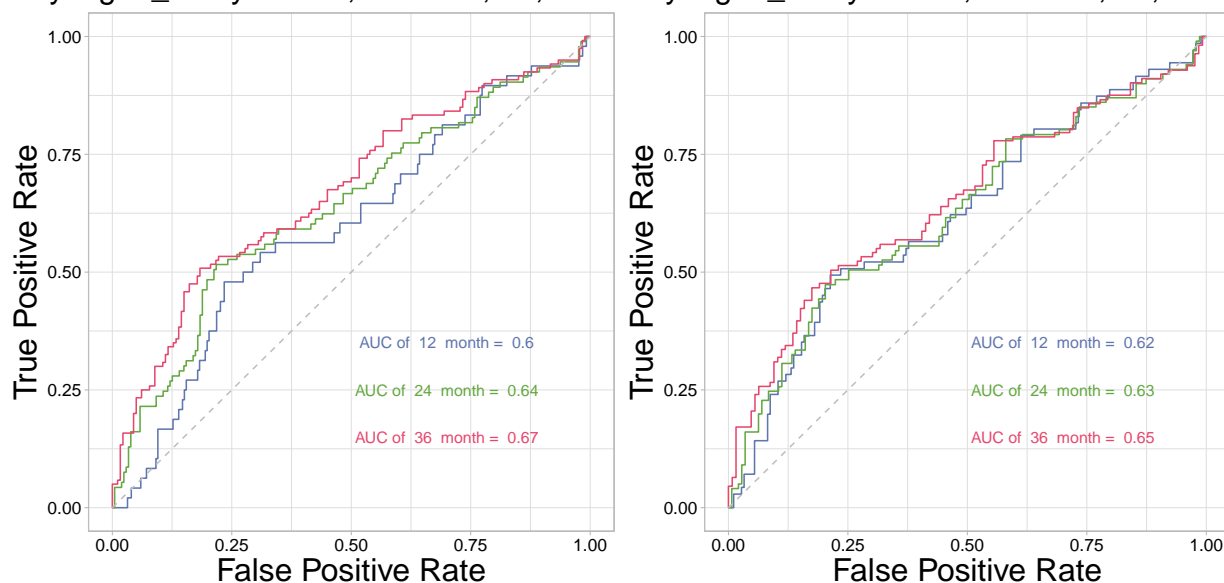 1.00
0.75
0.50
0.25
0.00
True Positive Rate
AUC of 12 month = 0.6
AUC of 24 month = 0.64
AUC of 36 month = 0.67
0.00 0.25 0.50 0.75 1.00
False Positive Rate
1.00
0.75
0.50
0.25
0.00
True Positive Rate
AUC of 12 month = 0.62
AUC of 24 month = 0.63
AUC of 36 month = 0.65
0.00 0.25 0.50 0.75 1.00
False Positive Rate